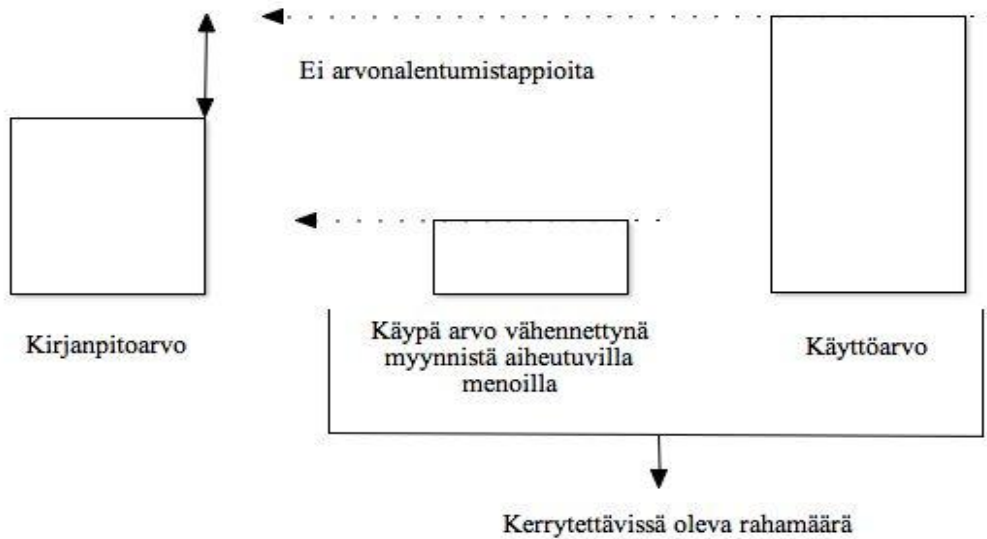 Ei arvonalentumistappioita
Kirjanpitoarvo
Käypä arvo vähennettynä
myynnistä aiheutuvilla
menoilla
Käyttöarvo
Kerrytettävissä oleva rahamäärä